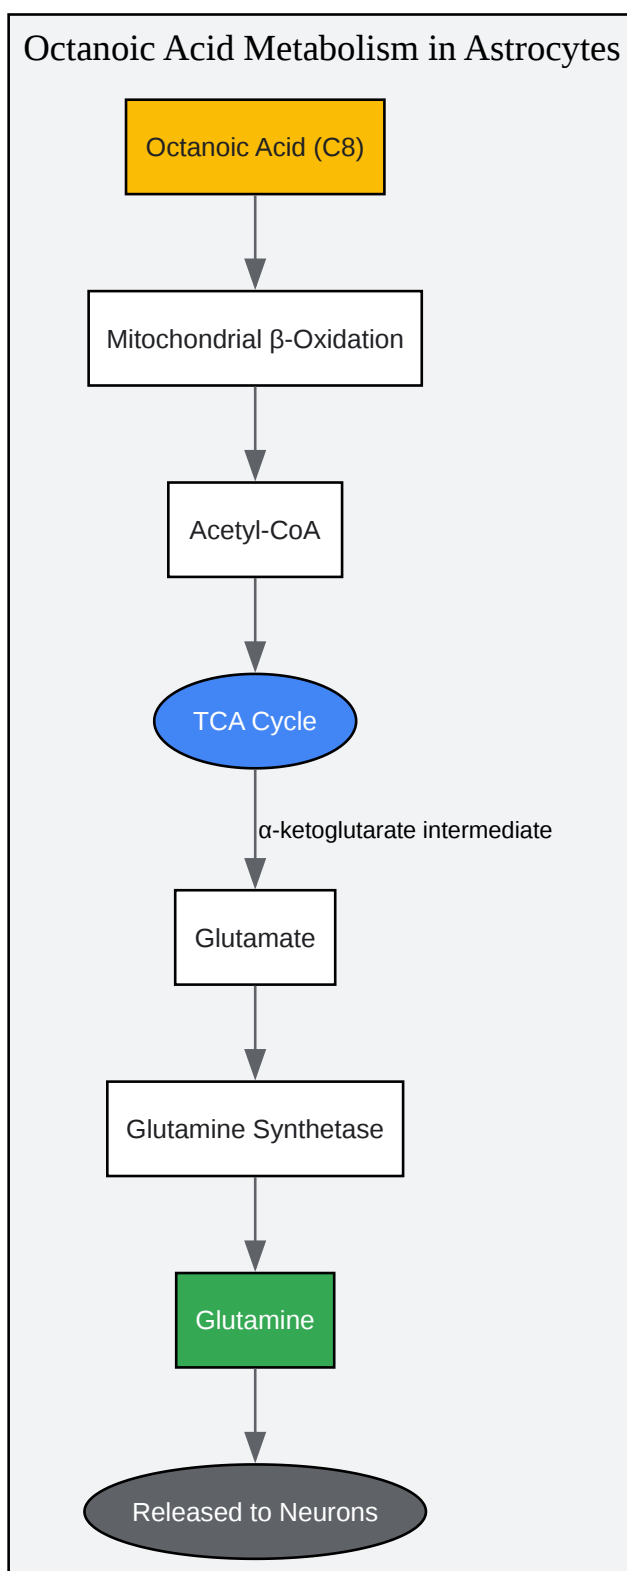 Octanoic Acid Metabolism in Astrocytes
Octanoic Acid (C8)
Mitochondrial β-Oxidation
Acetyl-CoA
TCA Cycle
α-ketoglutarate intermediate
Glutamate
Glutamine Synthetase
Glutamine
Released to Neurons